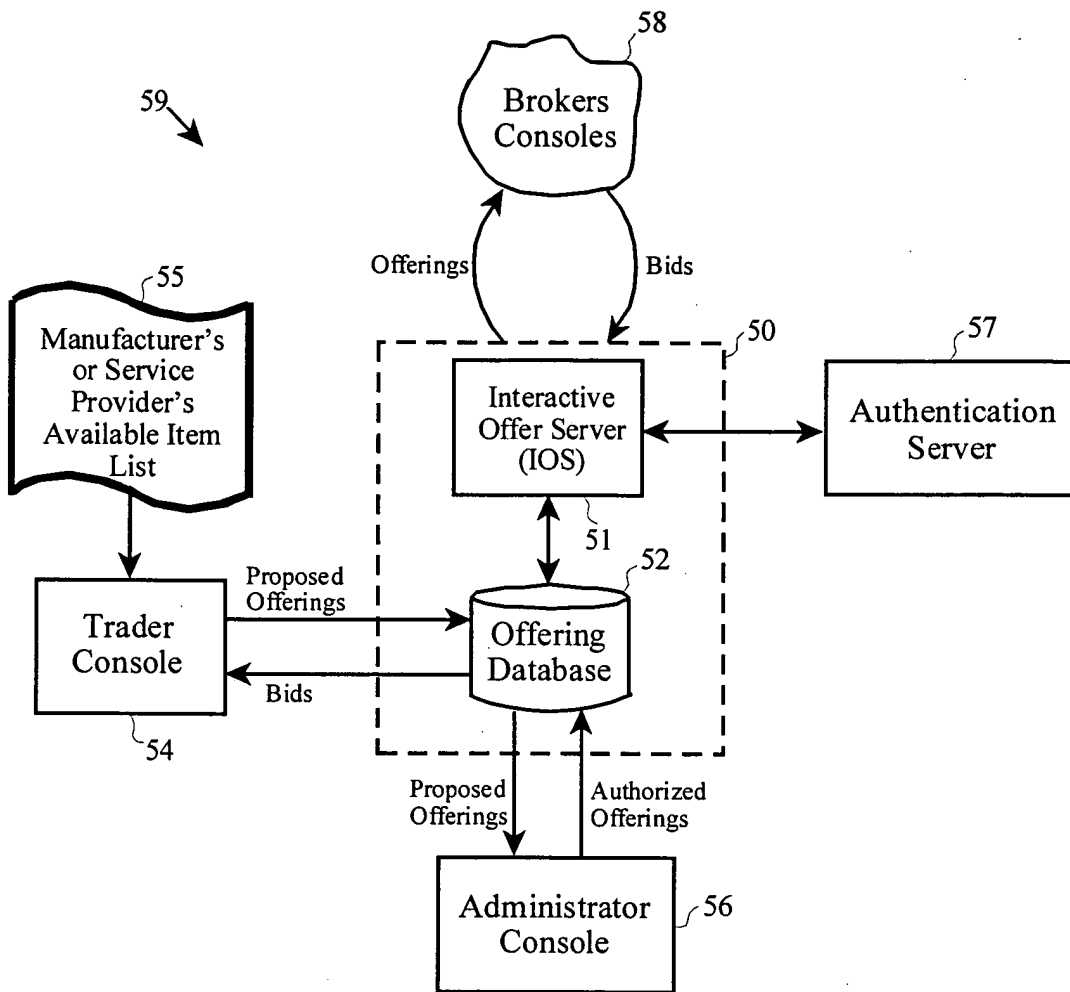 58
Brokers
Consoles
59
Offerings
Bids
55
Manufacturer's
or Service
Provider's
Available Item
List
50
57
Interactive
Offer Server
(IOS)
Authentication
Server
51
52
Proposed
Offerings
Trader
Console
Offering
Database
Bids
54
Proposed
Offerings
Authorized
Offerings
Administrator
Console
56